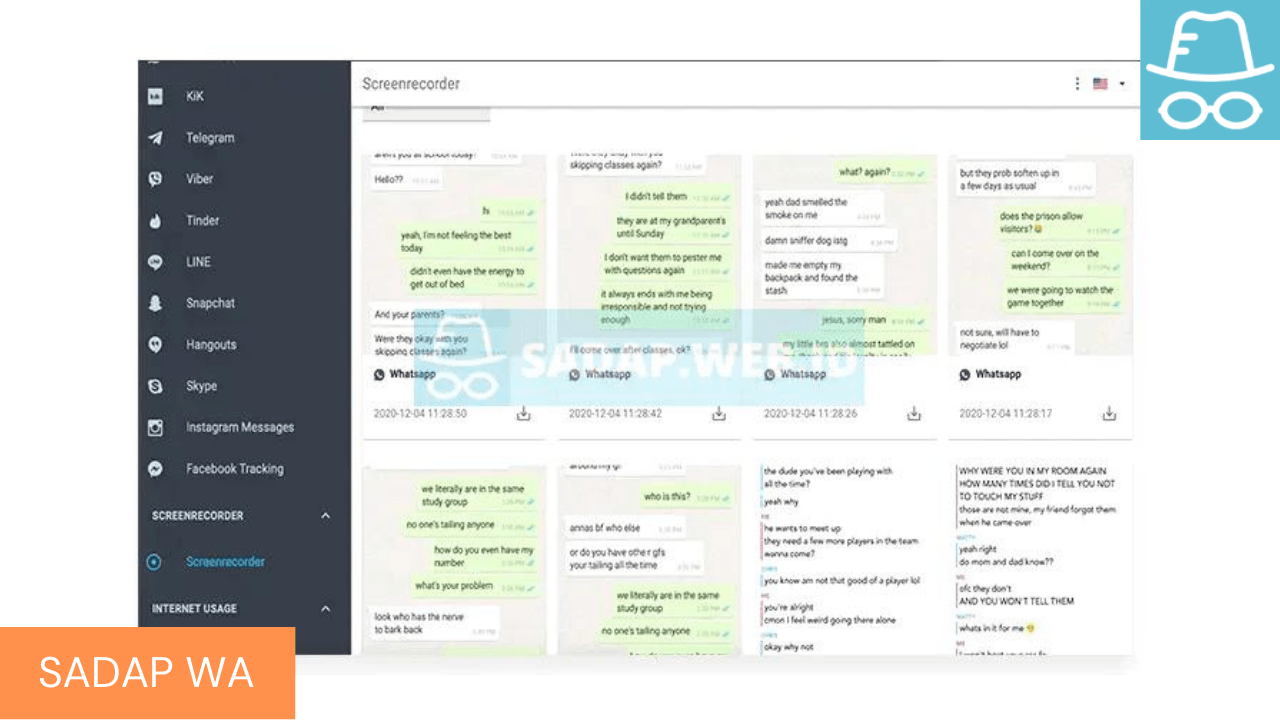 KiK
Telegram
Viber
Tinder
LINE
Snapchat
Hangouts
Skype
Instagram Messages
Facebook Tracking
SCREENRECORDER
Screenrecorder
INTERNET USAGE
SADAP WA
Screenrecorder
All
aren't you at school today?
Hello??
hi
yeah, I'm not feeling the best
today
didn't even have the energy to
get out of bed
And your parents?
Were they okay with you
skipping classes again?
Whatsapp
2020-12-04 11:28:50
Were they okay with you
skipping classes again?
I didn't tell them
they are at my grandparent's
until Sunday
I don't want them to pester me
with questions again
it always ends with me being
irresponsible and not trying
enough
I'll come over after classes, ok?
Whatsapp
2020-12-04 11:28:42
what? again?
yeah dad smelled the
smoke on me
damn sniffer dog istg
made me empty my
backpack and found the
stash
jesus, sorry man
my little bro also almost tattled on
Whatsapp
2020-12-04 11:28:26
but they prob soften up in
a few days as usual
does the prison allow
visitors?
can I come over on the
weekend?
we were going to watch the
game together
not sure, will have to
negotiate lol
Whatsapp
2020-12-04 11:28:17
SADAP.WEB.ID
we literally are in the same
study group
no one's tailing anyone
how do you even have my
number
what's your problem
look who has the nerve
to bark back
around my gf
who is this?
annas bf who else
or do you have other gfs
your tailing all the time
we literally are in the same
study group
no one's tailing anyone
the dude you've been playing with
all the time?
yeah why
ME
he wants to meet up
they need a few more players in the team
wanna come?
you know am not that good of a player lol
ME
you're alright
cmon I feel weird going there alone
okay why not
WHY WERE YOU IN MY ROOM AGAIN
HOW MANY TIMES DID I TELL YOU NOT
TO TOUCH MY STUFF
those are not mine, my friend forgot them
when he came over
MATTY
yeah right
do mom and dad know??
ME
ofc they don't
AND YOU WON'T TELL THEM
MATTY
whats in it for me
ME